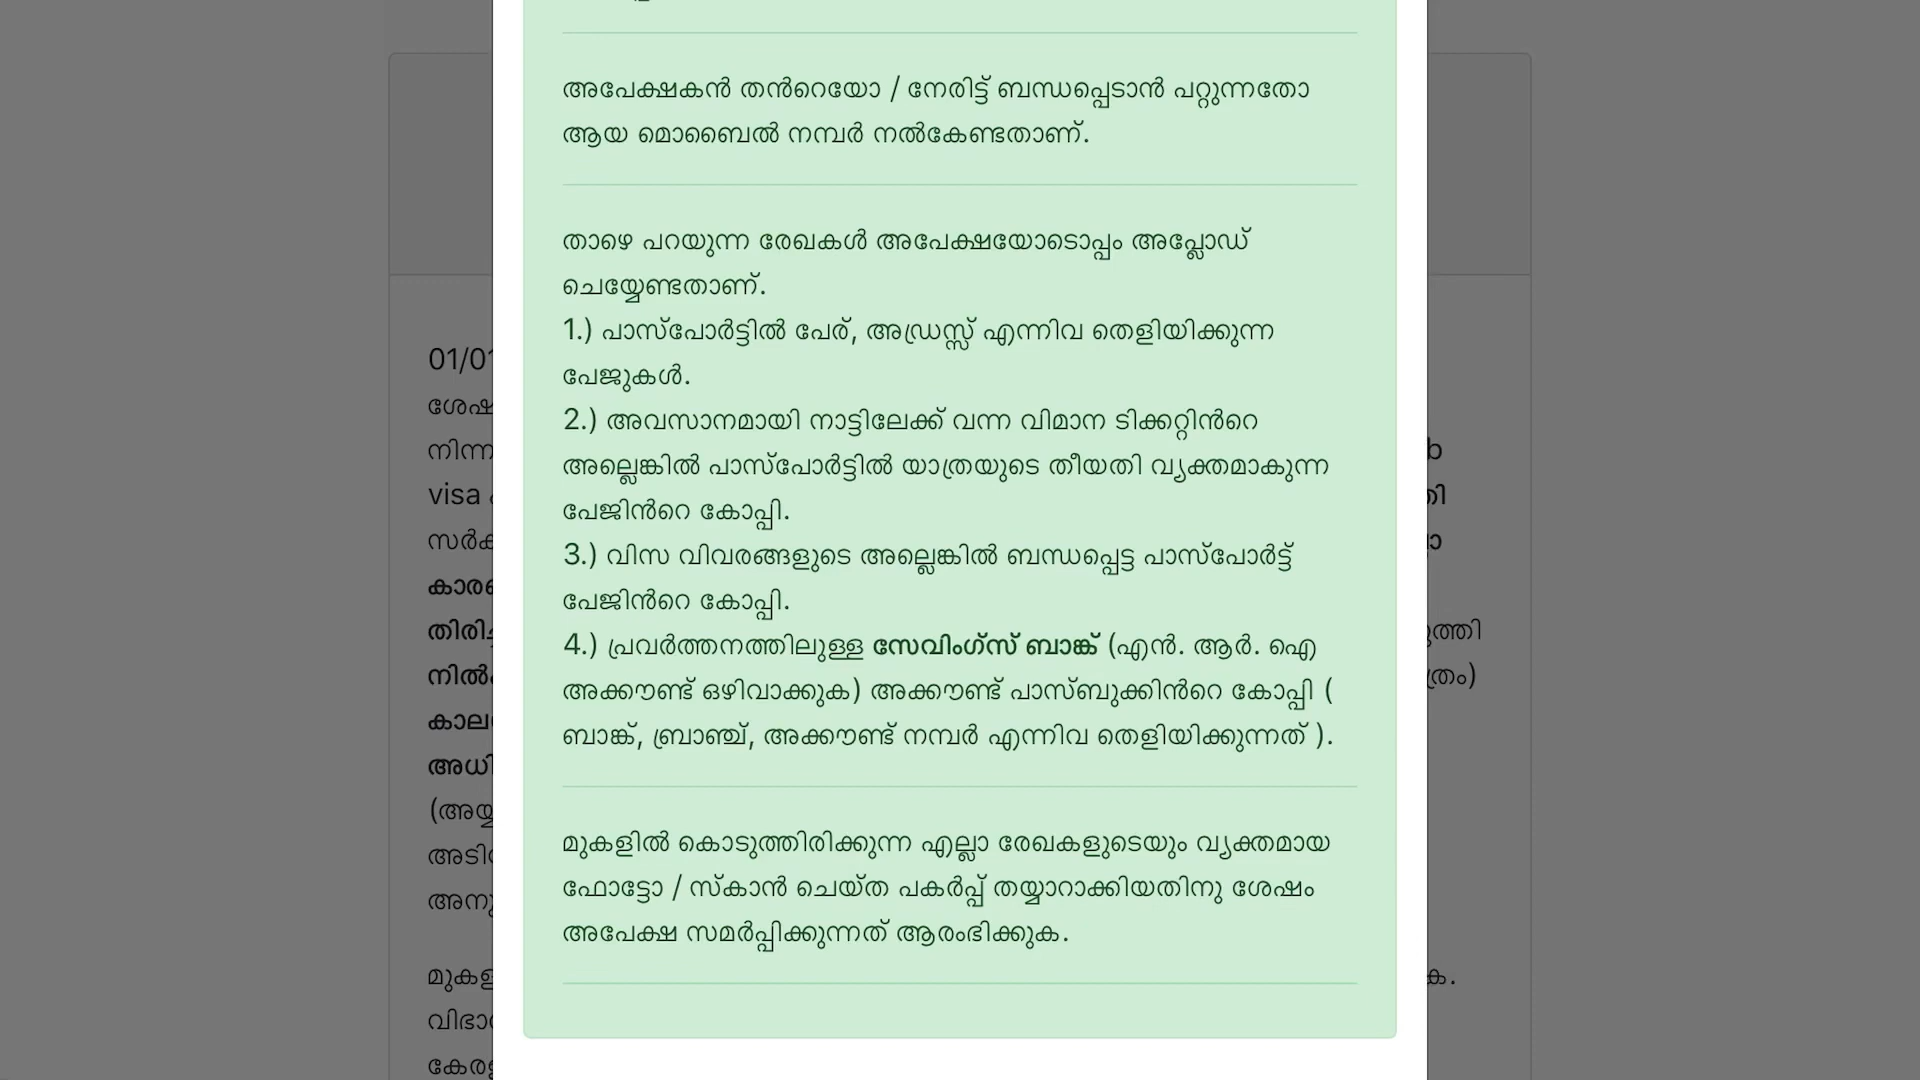 അപേക്ഷകൻ തൻറെയോ / നേരിട്ട് ബന്ധപ്പെടാൻ പറ്റുന്നതോ
ആയ മൊബൈൽ നമ്പർ നൽകേണ്ടതാണ്.
താഴെ പറയുന്ന രേഖകൾ അപേക്ഷയോടൊപ്പം അപ്ലോഡ്
ചെയ്യേണ്ടതാണ്.
1.) പാസ്പോർട്ടിൽ പേര്, അഡ്രസ്സ് എന്നിവ തെളിയിക്കുന്ന
പേജുകൾ.
2.) അവസാനമായി നാട്ടിലേക്ക് വന്ന വിമാന ടിക്കറ്റിൻറെ
അല്ലെങ്കിൽ പാസ്പോർട്ടിൽ യാത്രയുടെ തീയതി വ്യക്തമാകുന്ന
പേജിൻറെ കോപ്പി.
3.) വിസ വിവരങ്ങളുടെ അല്ലെങ്കിൽ ബന്ധപ്പെട്ട പാസ്പോർട്ട്
പേജിൻറെ കോപ്പി.
4.) പ്രവർത്തനത്തിലുള്ള സേവിംഗ്സ് ബാങ്ക് (എൻ. ആർ. ഐ
അക്കൗണ്ട് ഒഴിവാക്കുക) അക്കൗണ്ട് പാസ്ബുക്കിൻറെ കോപ്പി (
ബാങ്ക്, ബ്രാഞ്ച്, അക്കൗണ്ട് നമ്പർ എന്നിവ തെളിയിക്കുന്നത് ).
മുകളിൽ കൊടുത്തിരിക്കുന്ന എല്ലാ രേഖകളുടെയും വ്യക്തമായ
ഫോട്ടോ / സ്കാൻ ചെയ്ത പകർപ്പ് തയ്യാറാക്കിയതിനു ശേഷം
അപേക്ഷ സമർപ്പിക്കുന്നത് ആരംഭിക്കുക.
visa